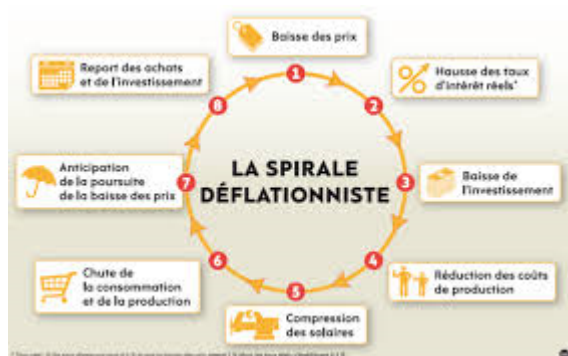 LA SPIRALE
DÉFLATIONNISTE
1
Baisse des prix
2
Hausse des taux
d'intérêt réels*
3
Baisse de
l'investissement
4
Réduction des coûts
de production
5
Compression
des salaires
6
Chute de
la consommation
et de la production
7
Anticipation
de la poursuite
de la baisse des prix
8
Report des achats
et de l'investissement